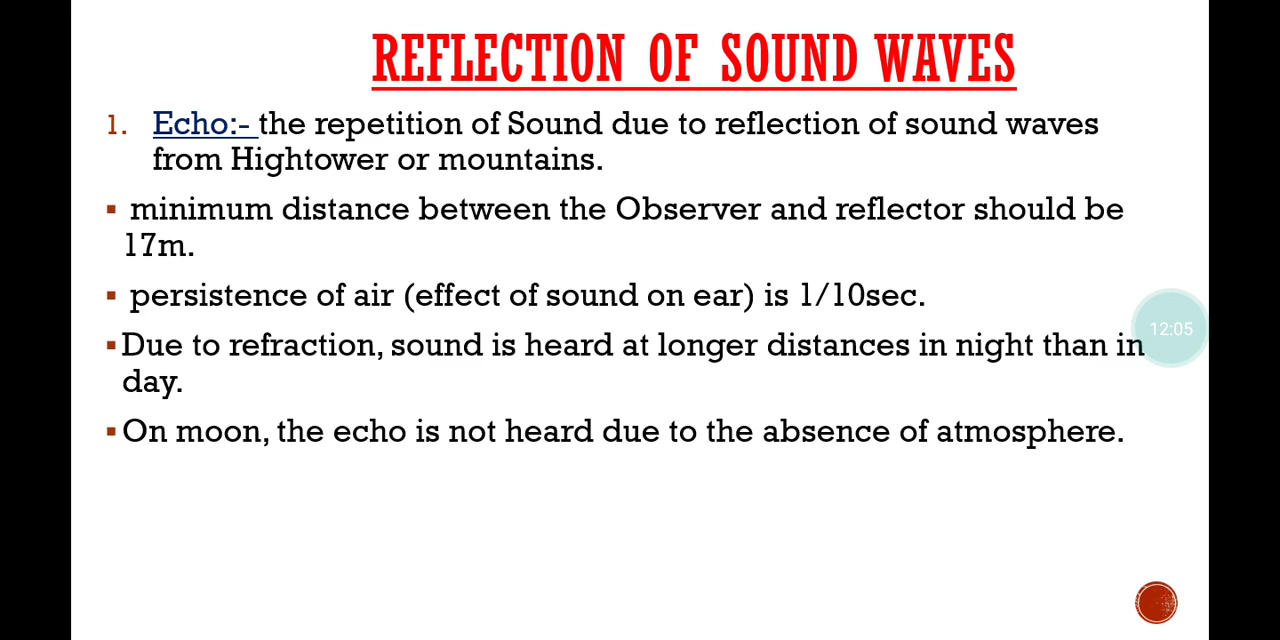 REFLECTION OF SOUND WAVES
1. Echo:- the repetition of Sound due to reflection of sound waves
from Hightower or mountains.
▪ minimum distance between the Observer and reflector should be
17m.
▪ persistence of air (effect of sound on ear) is 1/10sec.
▪Due to refraction, sound is heard at longer distances in night than in
day.
▪On moon, the echo is not heard due to the absence of atmosphere.
12:05